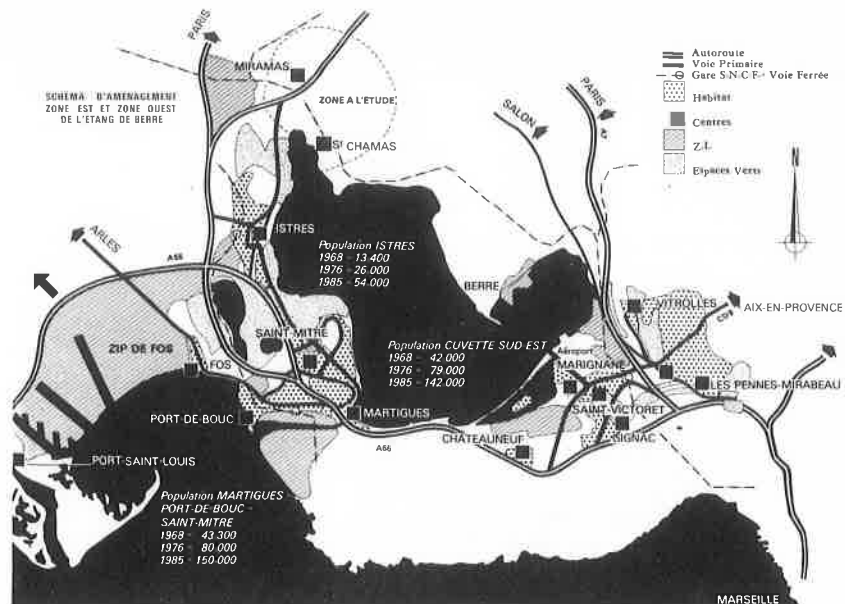 SCHEMA D'AMENAGEMENT
ZONE EST ET ZONE OUEST
DE L'ETANG DE BERRE
PARIS
MIRAMAS
ZONE A L'ÉTUDE
St CHAMAS
SALON
PARIS
Autoroute
Voie Primaire
Gare S.N.C.F - Voie Ferrée
Habitat
Centres
Z.I.
Espaces Verts
N
ARLES
A55
ISTRES
Population ISTRES
1968 - 13.400
1976 - 26.000
1985 - 54.000
BERRE
VITROLLES
AIX-EN-PROVENCE
ZIP DE FOS
FOS
SAINT-MITRE
Population CUVETTE SUD EST
1968 - 42.000
1976 - 79.000
1985 - 142.000
Aéroport
MARIGNANE
LES PENNES-MIRABEAU
SAINT-VICTORET
PORT-DE-BOUC
MARTIGUES
CHÂTEAUNEUF
GIGNAC
A55
PORT-SAINT-LOUIS
Population MARTIGUES
PORT-DE-BOUC
SAINT-MITRE
1968 - 43.300
1976 - 80.000
1985 - 150.000
MARSEILLE